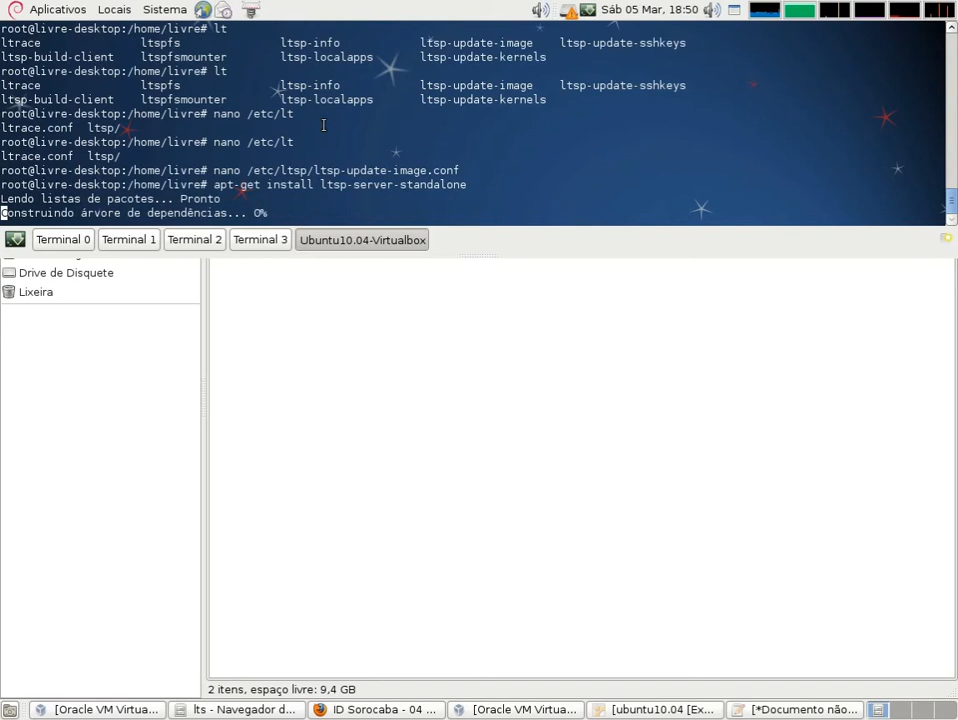 Aplicativos Locais Sistema Sáb 05 Mar, 18:50
root@livre-desktop:/home/livre# lt
ltrace ltspfs ltsp-info ltsp-update-image ltsp-update-sshkeys
ltsp-build-client ltspfsmounter ltsp-localapps ltsp-update-kernels
root@livre-desktop:/home/livre# lt
ltrace ltspfs ltsp-info ltsp-update-image ltsp-update-sshkeys
ltsp-build-client ltspfsmounter ltsp-localapps ltsp-update-kernels
root@livre-desktop:/home/livre# nano /etc/lt
ltrace.conf ltsp/
root@livre-desktop:/home/livre# nano /etc/lt
ltrace.conf ltsp/
root@livre-desktop:/home/livre# nano /etc/ltsp/ltsp-update-image.conf
root@livre-desktop:/home/livre# apt-get install ltsp-server-standalone
Lendo listas de pacotes... Pronto
Construindo árvore de dependências... 0%
Terminal 0 Terminal 1 Terminal 2 Terminal 3 Ubuntu10.04-Virtualbox
Drive de Disquete
Lixeira
2 itens, espaço livre: 9,4 GB
[Oracle VM Virtua... lts - Navegador d... ID Sorocaba - 04 ... [Oracle VM Virtua... [ubuntu10.04 [Ex... [*Documento não...